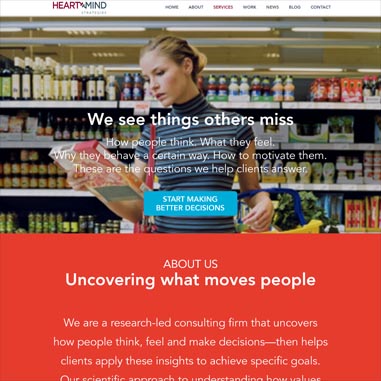 HEART+MIND
STRATEGIES
HOME ABOUT SERVICES WORK NEWS BLOG CONTACT
We see things others miss
How people think. What they feel.
Why they behave a certain way. How to motivate them.
These are the questions we help clients answer.
START MAKING
BETTER DECISIONS
ABOUT US
Uncovering what moves people
We are a research-led consulting firm that uncovers
how people think, feel and make decisions—then helps
clients apply these insights to achieve specific goals.
Our scientific approach to understanding how values